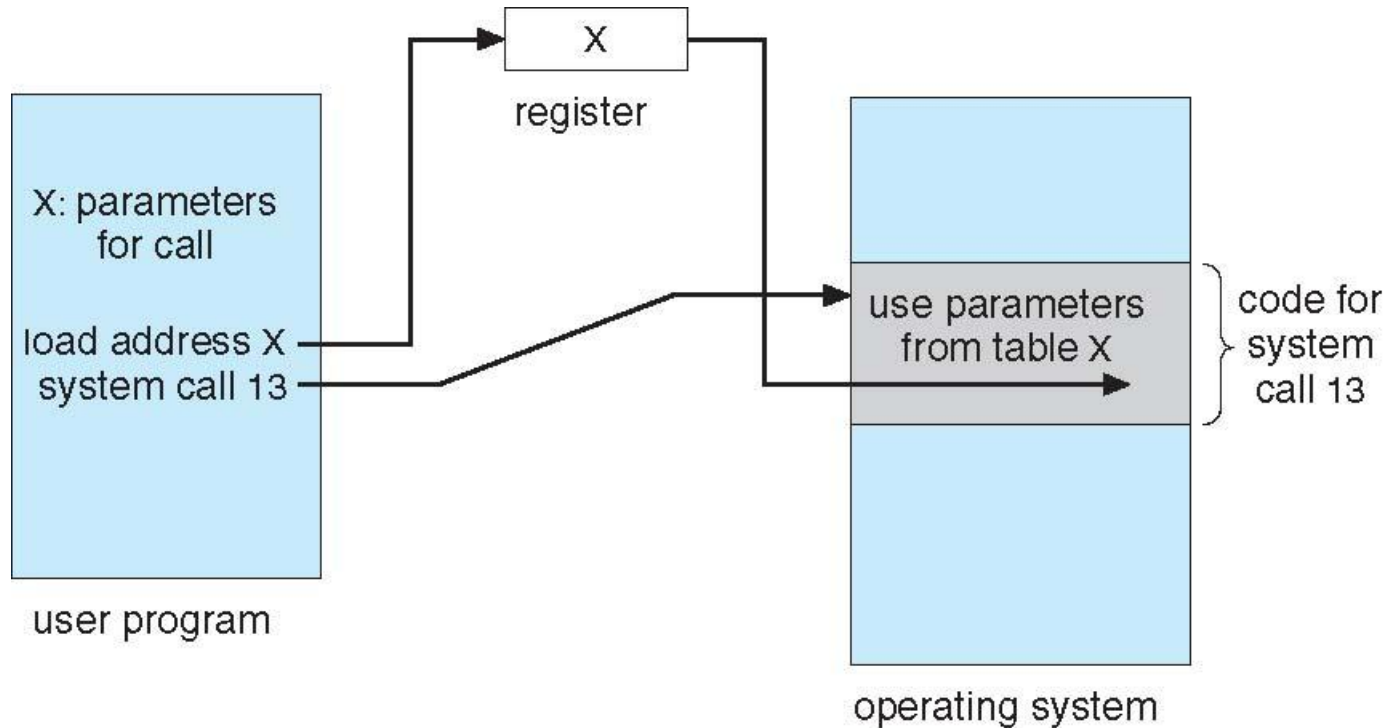 X
register
X: parameters
for call
load address X
system call 13
user program
use parameters
from table X
code for
system
call 13
operating system